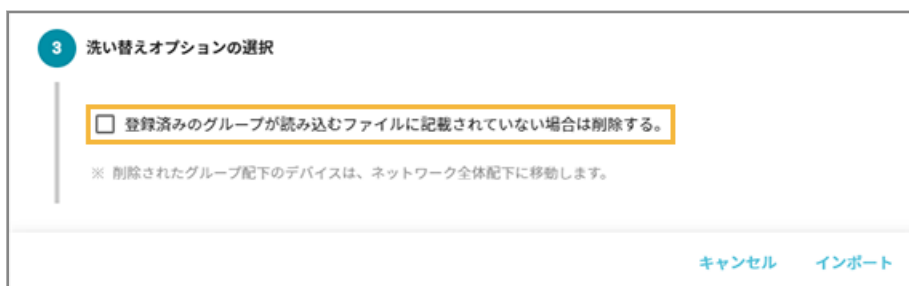 3 洗い替えオプションの選択
登録済みのグループが読み込むファイルに記載されていない場合は削除する。
※ 削除されたグループ配下のデバイスは、ネットワーク全体配下に移動します。
キャンセル インポート